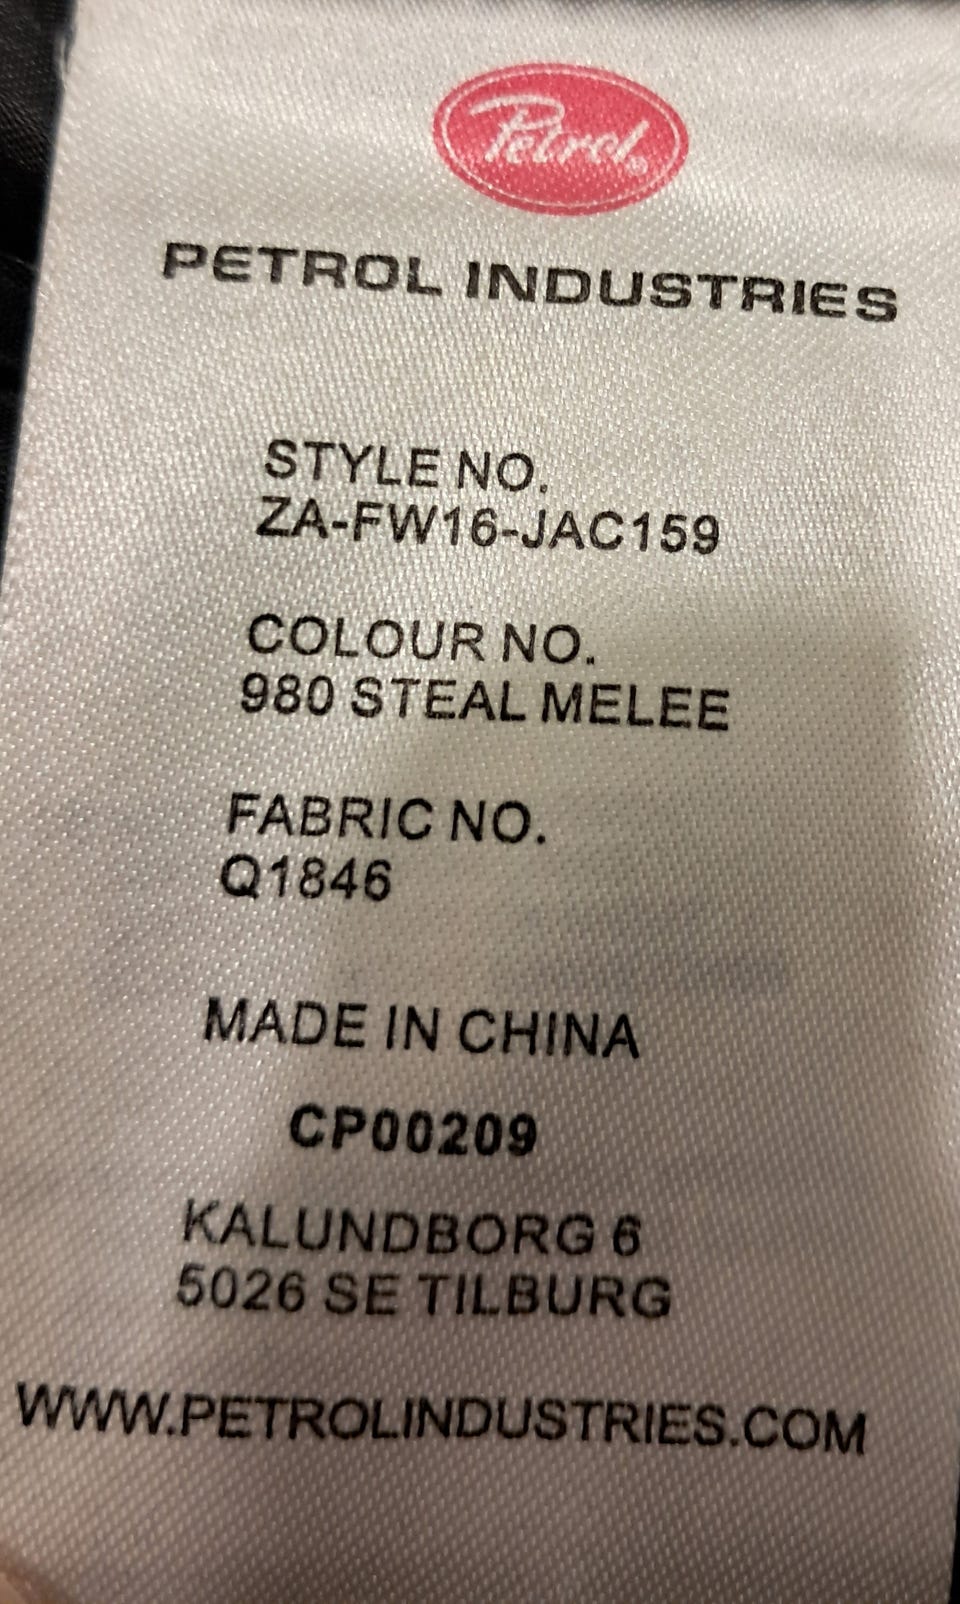 Petrol®
PETROL INDUSTRIES
STYLE NO.
ZA-FW16-JAC159
COLOUR NO.
980 STEAL MELEE
FABRIC NO.
Q1846
MADE IN CHINA
CP00209
KALUNDBORG 6
5026 SE TILBURG
WWW.PETROLINDUSTRIES.COM